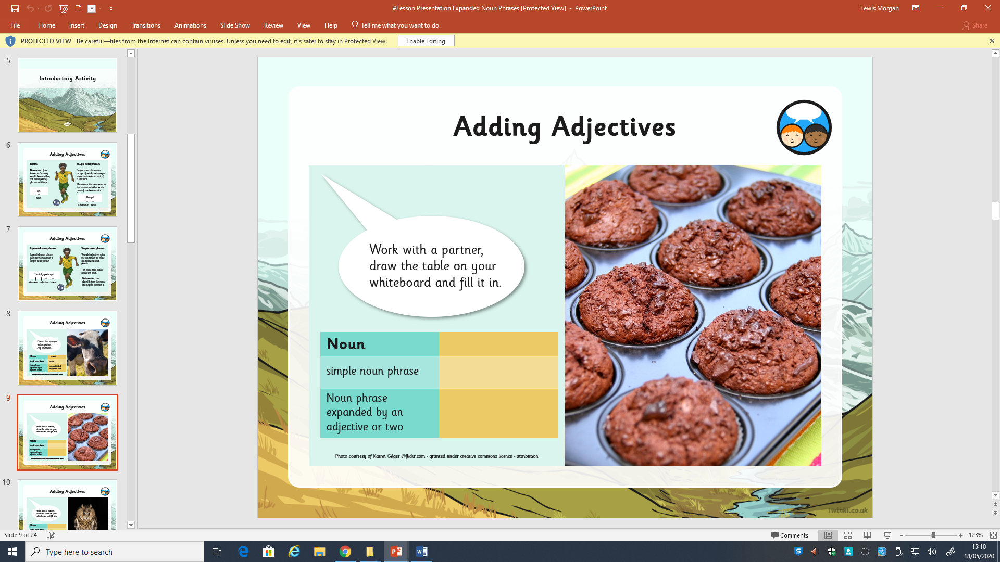 #Lesson Presentation Expanded Noun Phrases [Protected View] - PowerPoint
Lewis Morgan
File Home Insert Design Transitions Animations Slide Show Review View Help Tell me what you want to do
Share
PROTECTED VIEW Be careful—files from the Internet can contain viruses. Unless you need to edit, it's safer to stay in Protected View. Enable Editing
5
Introductory Activity
6
Adding Adjectives
7
Adding Adjectives
8
Adding Adjectives
9
Adding Adjectives
10
Adding Adjectives
Adding Adjectives
Work with a partner,
draw the table on your
whiteboard and fill it in.
Noun
simple noun phrase
Noun phrase
expanded by an
adjective or two
Photo courtesy of Katrin Gilger @flickr.com - granted under creative commons licence - attribution
twinkl.co.uk
Slide 9 of 24
Comments
123%
Type here to search
15:10
18/05/2020